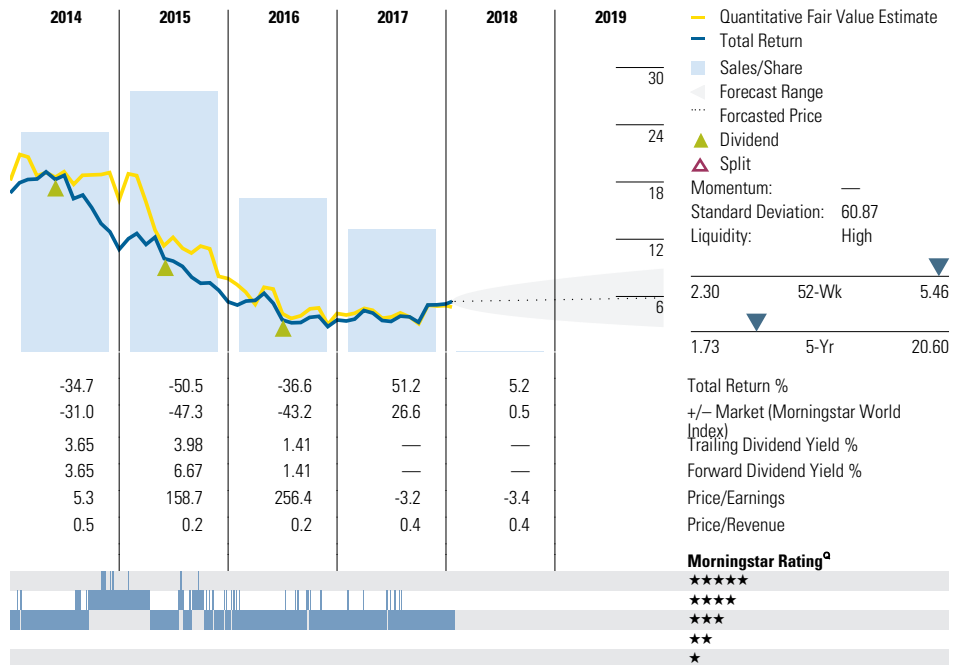 2014 2015 2016 2017 2018 2019
Quantitative Fair Value Estimate
Total Return
Sales/Share
Forecast Range
Forcasted Price
Dividend
Split
Momentum: —
Standard Deviation: 60.87
Liquidity: High
30
24
18
12
6
2.30 52-Wk 5.46
1.73 5-Yr 20.60
-34.7 -50.5 -36.6 51.2 5.2 Total Return %
-31.0 -47.3 -43.2 26.6 0.5 +/– Market (Morningstar World
Index)
3.65 3.98 1.41 — — Trailing Dividend Yield %
3.65 6.67 1.41 — — Forward Dividend Yield %
5.3 158.7 256.4 -3.2 -3.4 Price/Earnings
0.5 0.2 0.2 0.4 0.4 Price/Revenue
Morningstar Rating Q
★★★★★
★★★★
★★★
★★
★